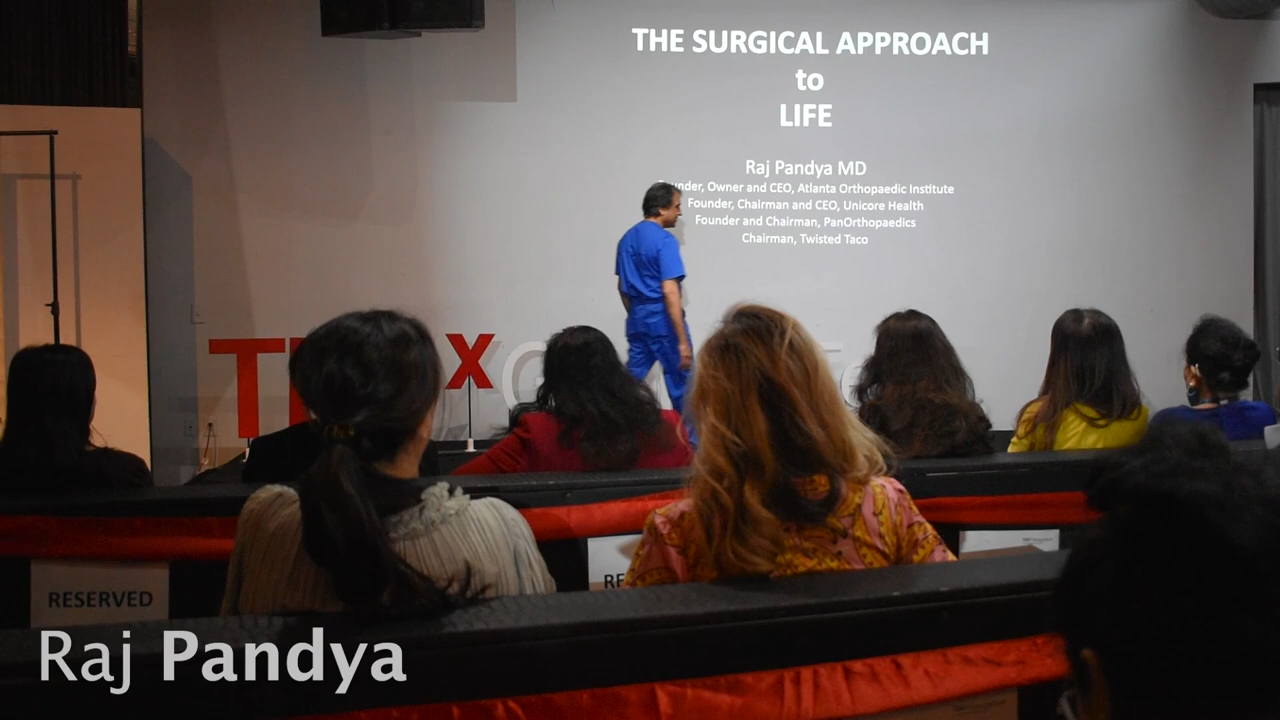 THE SURGICAL APPROACH
to
LIFE
Raj Pandya MD
Founder, Owner and CEO, Atlanta Orthopaedic Institute
Founder, Chairman and CEO, Unicore Health
Founder and Chairman, PanOrthopaedics
Chairman, Twisted Taco
TEDx
RESERVED
Raj Pandya